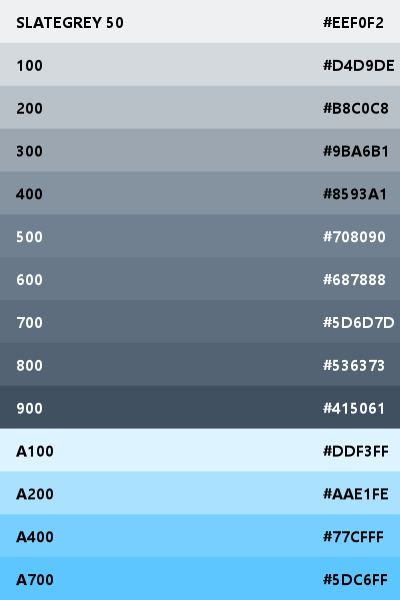 SLATEGREY 50 #EEF0F2
100 #D4D9DE
200 #B8C0C8
300 #9BA6B1
400 #8593A1
500 #708090
600 #687888
700 #5D6D7D
800 #536373
900 #415061
A100 #DDF3FF
A200 #AAE1FE
A400 #77CFFF
A700 #5DC6FF